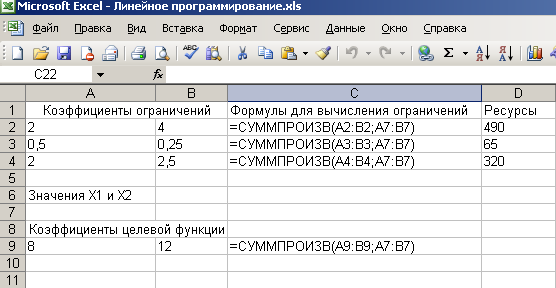 Microsoft Excel - Линейное программирование.xls
Файл Правка Вид Вставка Формат Сервис Данные Окно Справка
C22 fx
A B C D
1 Коэффициенты ограничений Формулы для вычисления ограничений Ресурсы
2 2 4 =СУММПРОИЗВ(A2:B2;A7:B7) 490
3 0,5 0,25 =СУММПРОИЗВ(A3:B3;A7:B7) 65
4 2 2,5 =СУММПРОИЗВ(A4:B4;A7:B7) 320
5
6 Значения X1 и X2
7
8 Коэффициенты целевой функции
9 8 12 =СУММПРОИЗВ(A9:B9;A7:B7)
10
11